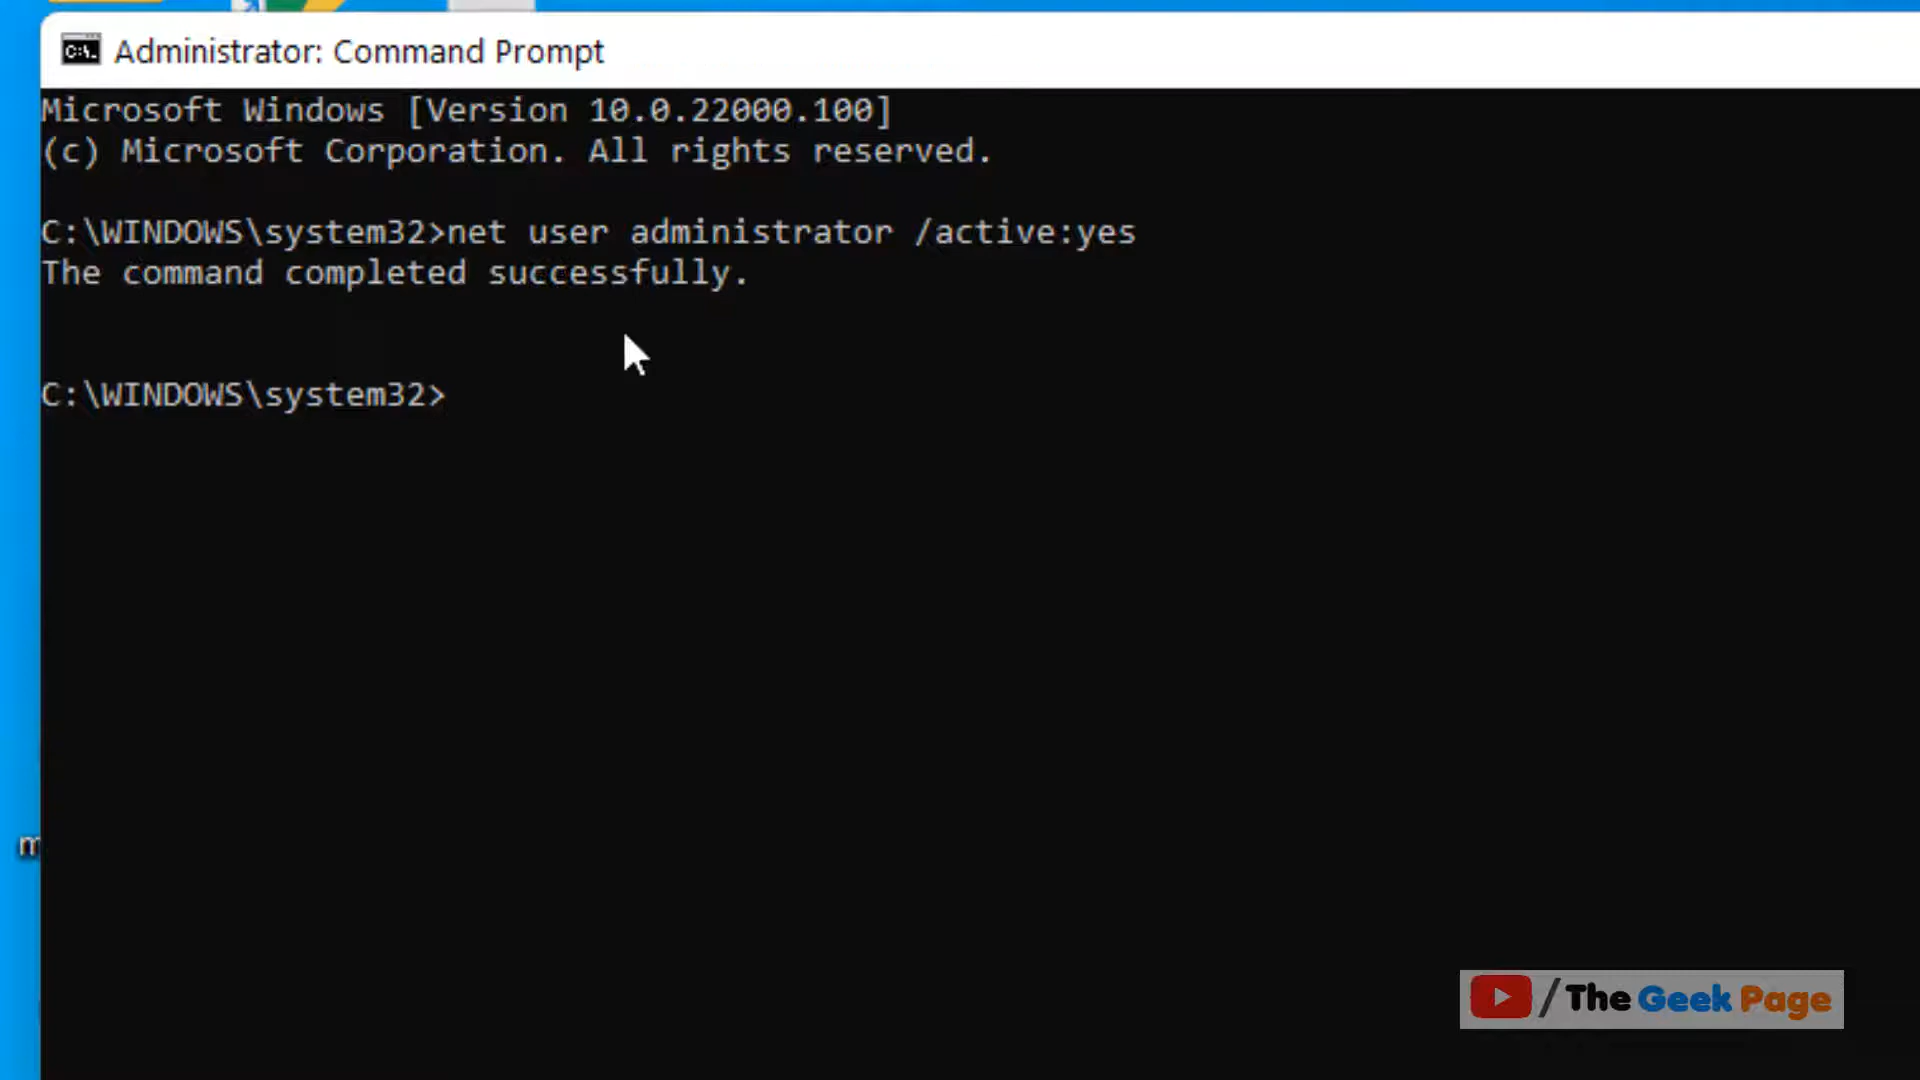 Administrator: Command Prompt
Microsoft Windows [Version 10.0.22000.100]
(c) Microsoft Corporation. All rights reserved.
C:\WINDOWS\system32>net user administrator /active:yes
The command completed successfully.
C:\WINDOWS\system32>
m
/The Geek Page